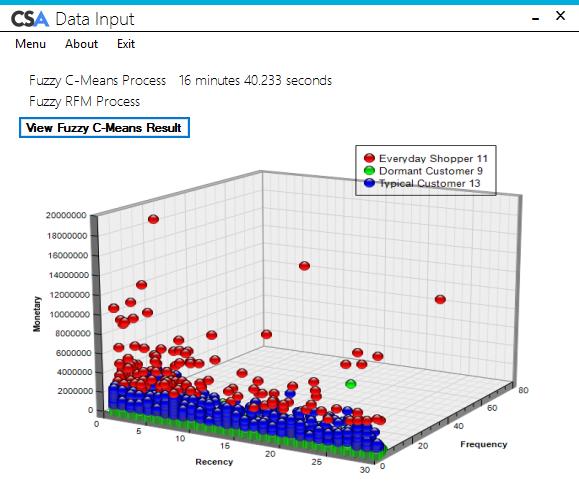 CSA Data Input
Menu About Exit
Fuzzy C-Means Process 16 minutes 40.233 seconds
Fuzzy RFM Process
View Fuzzy C-Means Result
Everyday Shopper 11
Dormant Customer 9
Typical Customer 13
20000000
18000000
16000000
14000000
12000000
10000000
8000000
6000000
4000000
2000000
0
Monetary
0
5
10
15
20
25
30
Recency
0
20
40
60
80
Frequency